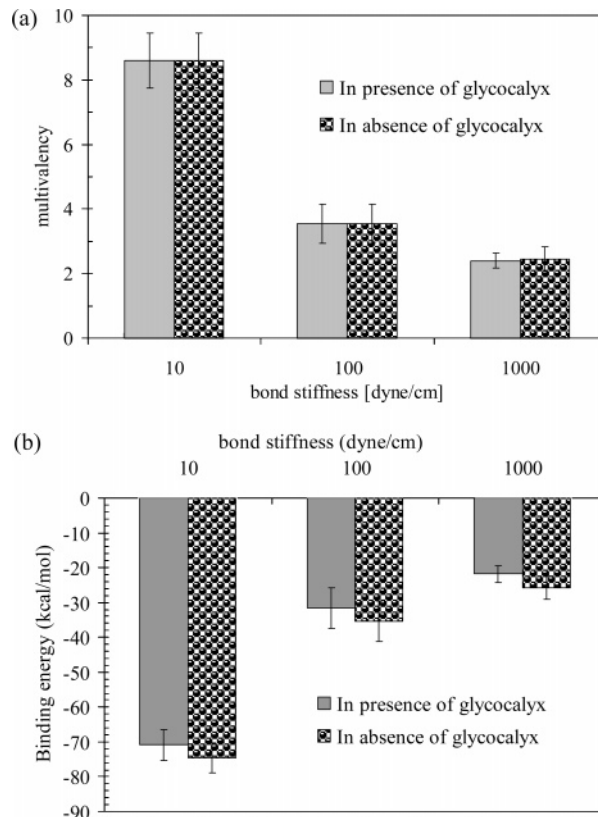 (a)
10
8
6
4
2
0
multivalency
In presence of glycocalyx
In absence of glycocalyx
10 100 1000
bond stiffness [dyne/cm]
(b)
bond stiffness (dyne/cm)
10 100 1000
0
-10
-20
-30
-40
-50
-60
-70
-80
-90
Binding energy (kcal/mol)
In presence of glycocalyx
In absence of glycocalyx